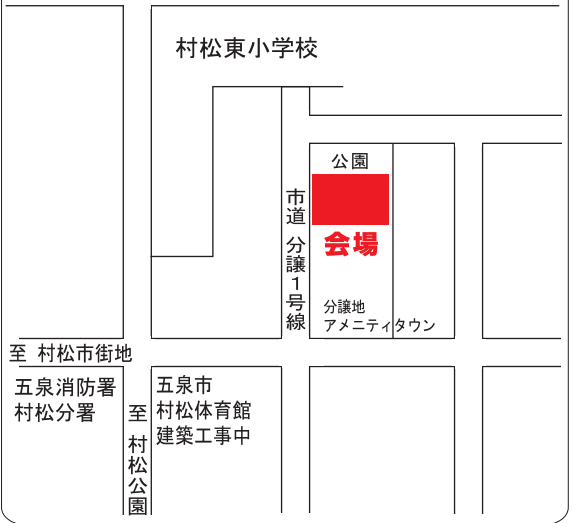 村松東小学校
公園
会場
市道 分譲1号線
分譲地
アメニティタウン
至 村松市街地
五泉消防署
村松分署
至 村松公園
五泉市
村松体育館
建築工事中